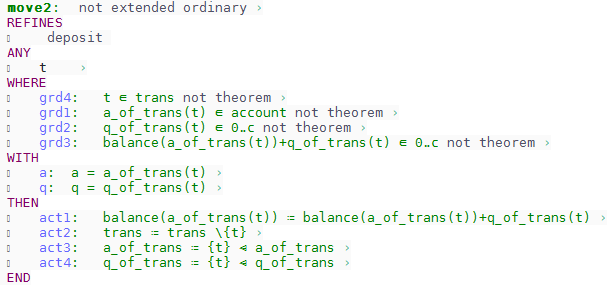 move2: not extended ordinary ›
REFINES
deposit
ANY
t ›
WHERE
grd4: t ∈ trans not theorem ›
grd1: a_of_trans(t) ∈ account not theorem ›
grd2: q_of_trans(t) ∈ 0‥c not theorem ›
grd3: balance(a_of_trans(t))+q_of_trans(t) ∈ 0‥c not theorem ›
WITH
a: a = a_of_trans(t) ›
q: q = q_of_trans(t) ›
THEN
act1: balance(a_of_trans(t)) ≔ balance(a_of_trans(t))+q_of_trans(t) ›
act2: trans ≔ trans \{t} ›
act3: a_of_trans ≔ {t} ⩤ a_of_trans ›
act4: q_of_trans ≔ {t} ⩤ q_of_trans ›
END